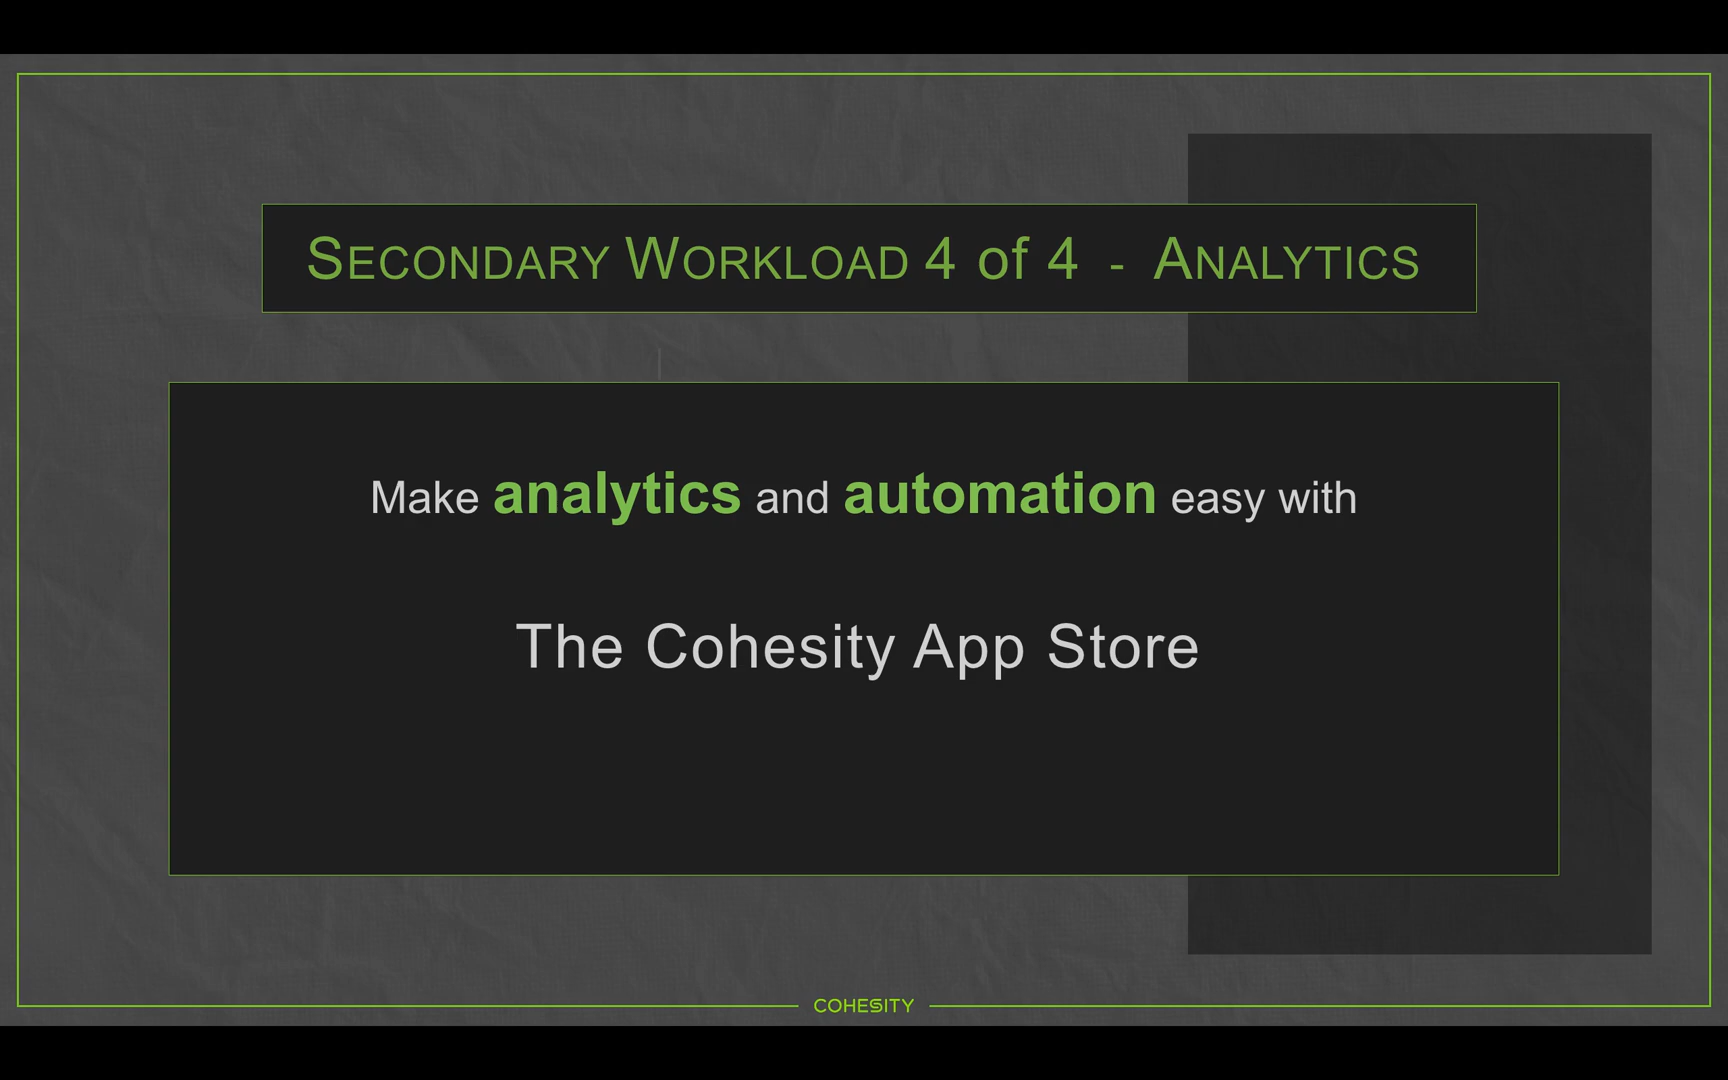 SECONDARY WORKLOAD 4 of 4 - ANALYTICS
Make analytics and automation easy with
The Cohesity App Store
COHESITY